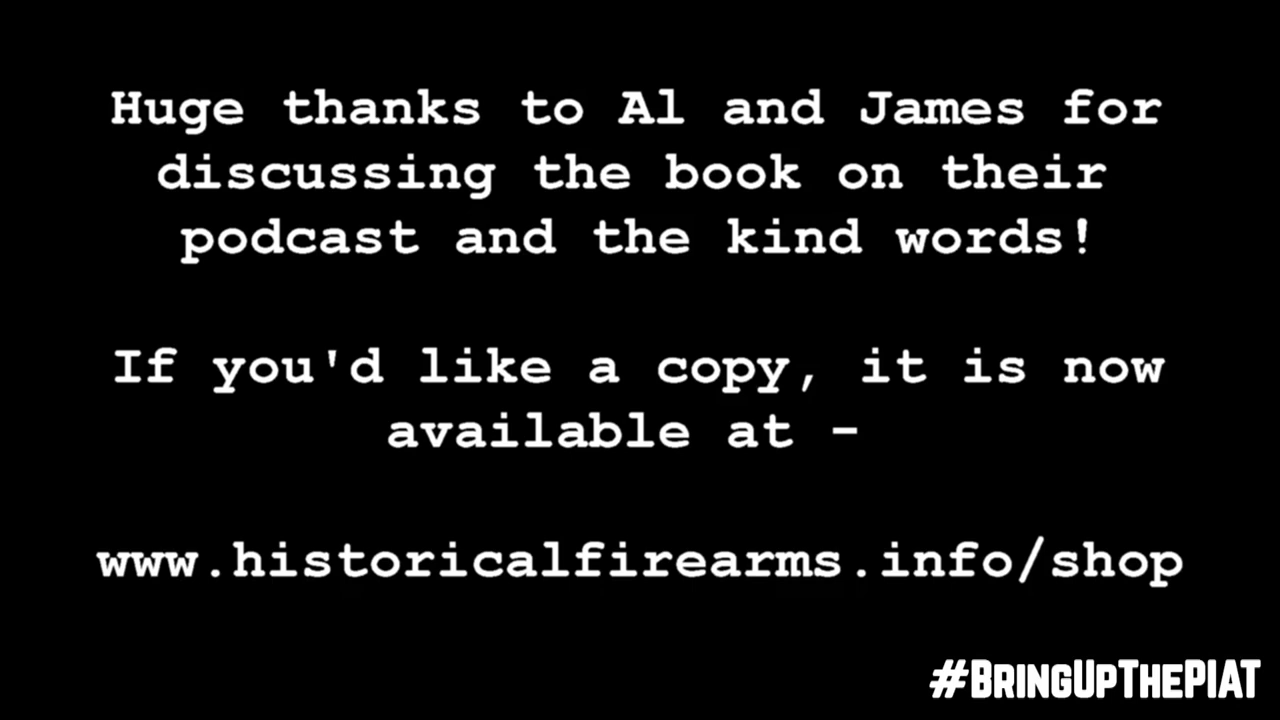 Huge thanks to Al and James for
discussing the book on their
podcast and the kind words!
If you'd like a copy, it is now
available at -
www.historicalfirearms.info/shop
#BringUpThePIAT